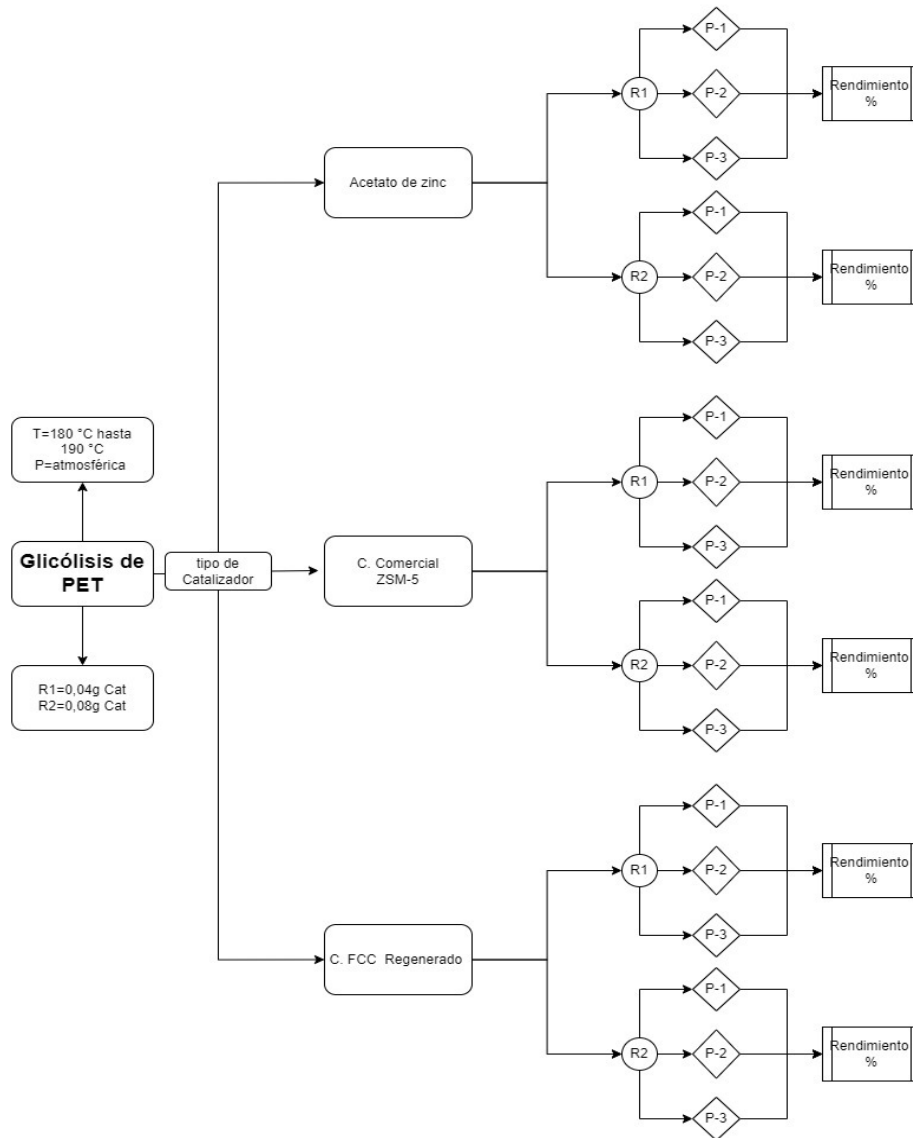 P-1
R1
P-2
P-3
Rendimiento
%
Acetato de zinc
P-1
R2
P-2
P-3
Rendimiento
%
T=180 °C hasta
190 °C
P=atmosférica
Glicólisis de
PET
R1=0,04g Cat
R2=0,08g Cat
tipo de
Catalizador
C. Comercial
ZSM-5
P-1
R1
P-2
P-3
Rendimiento
%
P-1
R2
P-2
P-3
Rendimiento
%
C. FCC Regenerado
P-1
R1
P-2
P-3
Rendimiento
%
P-1
R2
P-2
P-3
Rendimiento
%